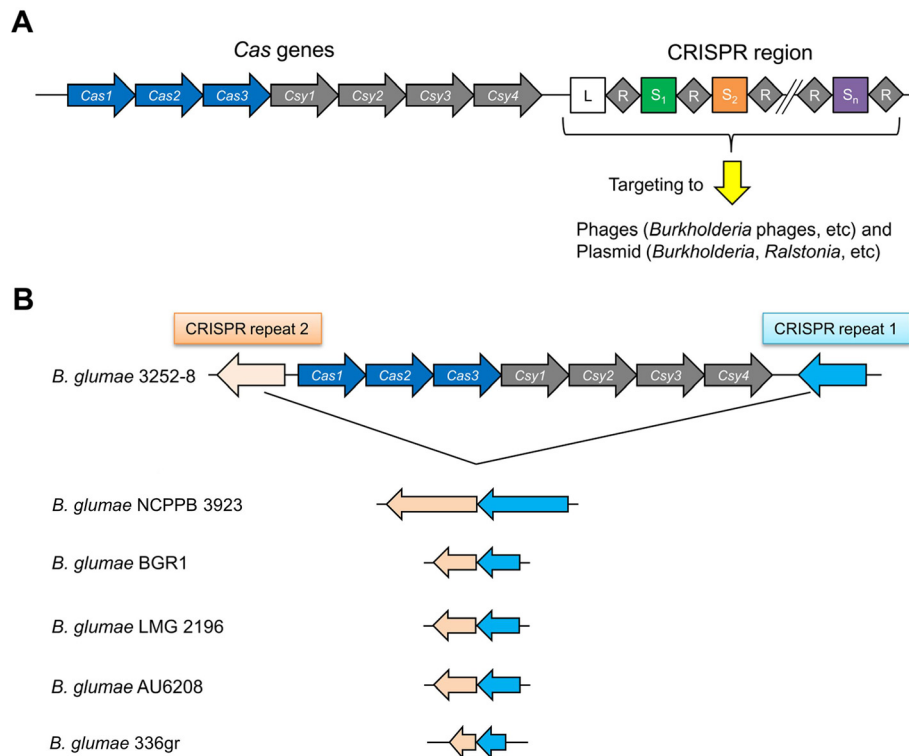 A
Cas genes
CRISPR region
Cas1 Cas2 Cas3 Csy1 Csy2 Csy3 Csy4 L R S1 R S2 R R Sn R
Targeting to
Phages (Burkholderia phages, etc) and
Plasmid (Burkholderia, Ralstonia, etc)
B
CRISPR repeat 2
CRISPR repeat 1
B. glumae 3252-8
Cas1 Cas2 Cas3 Csy1 Csy2 Csy3 Csy4
B. glumae NCPPB 3923
B. glumae BGR1
B. glumae LMG 2196
B. glumae AU6208
B. glumae 336gr